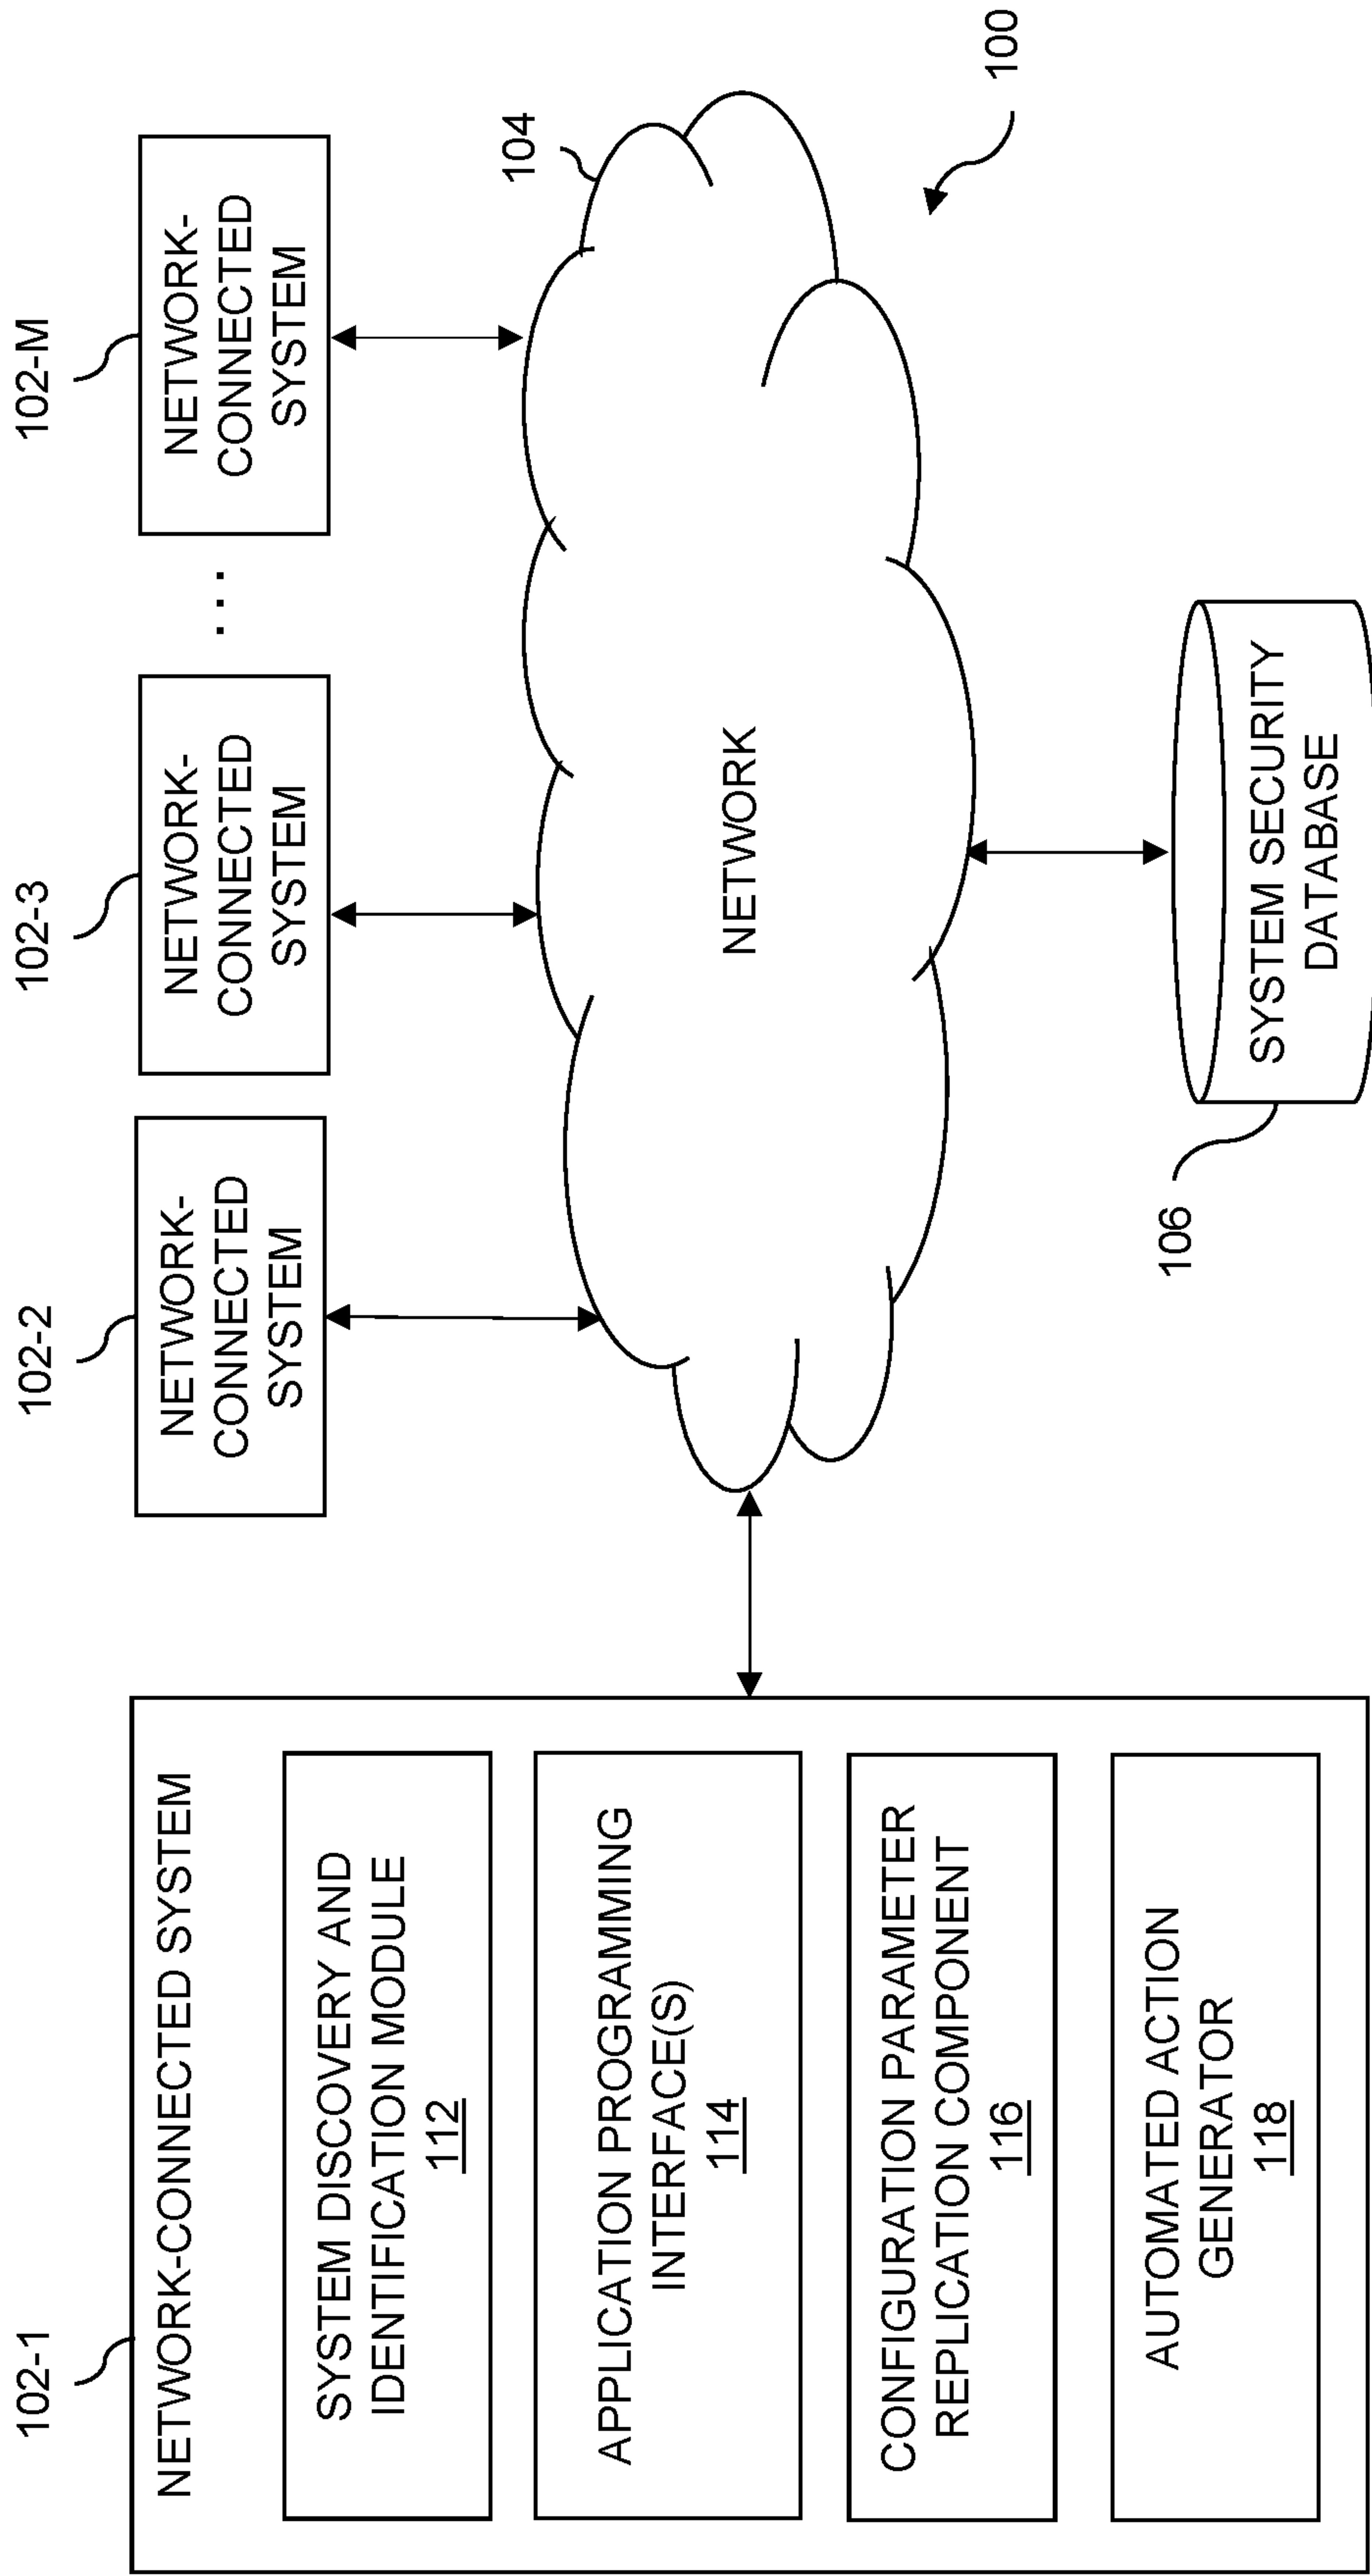 102-1
NETWORK-CONNECTED SYSTEM
SYSTEM DISCOVERY AND
IDENTIFICATION MODULE
112
APPLICATION PROGRAMMING
INTERFACE(S)
114
CONFIGURATION PARAMETER
REPLICATION COMPONENT
116
AUTOMATED ACTION
GENERATOR
118
102-2
NETWORK-
CONNECTED
SYSTEM
102-3
NETWORK-
CONNECTED
SYSTEM
. . .
102-M
NETWORK-
CONNECTED
SYSTEM
104
NETWORK
100
106
SYSTEM SECURITY
DATABASE